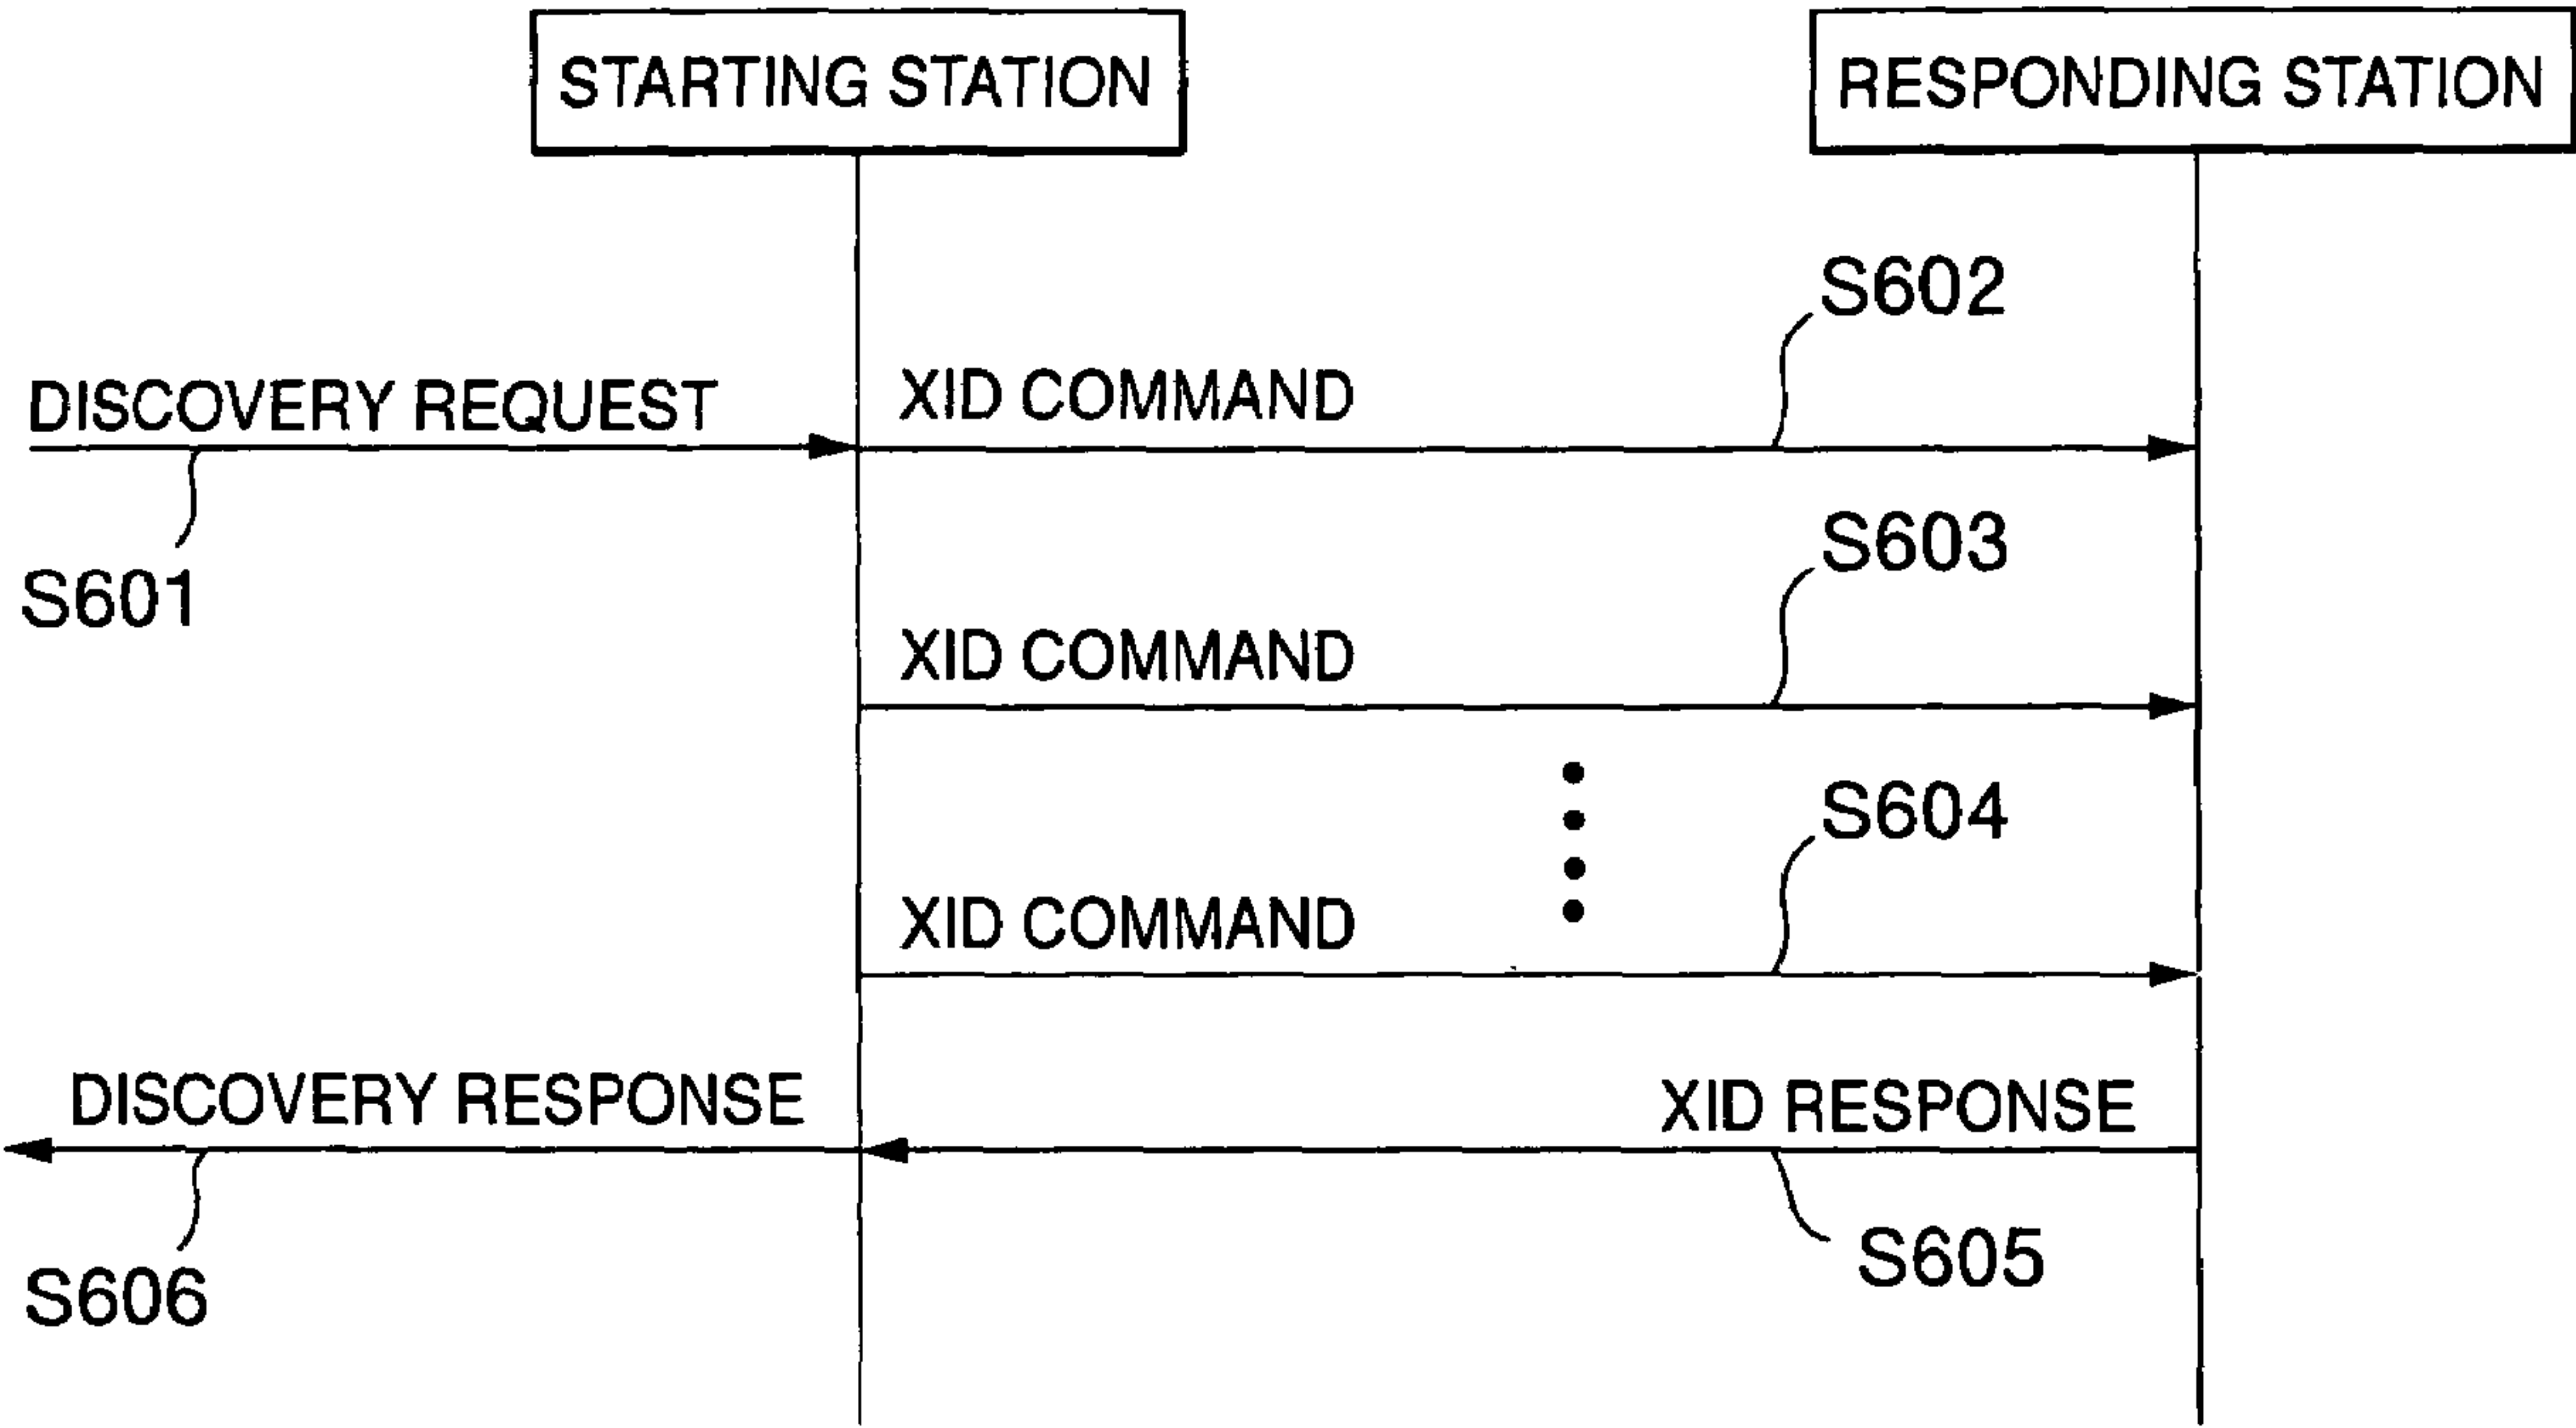 STARTING STATION
RESPONDING STATION
S602
DISCOVERY REQUEST
XID COMMAND
S601
S603
XID COMMAND
S604
XID COMMAND
DISCOVERY RESPONSE
XID RESPONSE
S605
S606